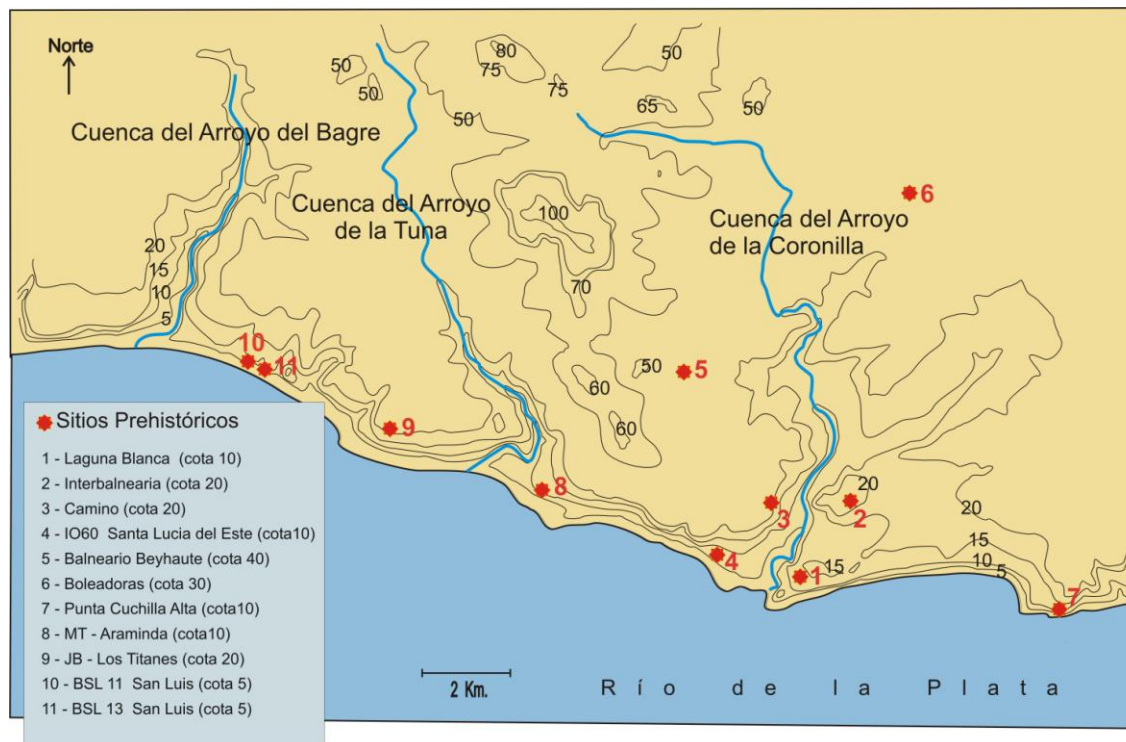 Norte
50
50
80
75
75
50
65
50
50
Cuenca del Arroyo del Bagre
Cuenca del Arroyo
de la Tuna
100
70
Cuenca del Arroyo
de la Coronilla
6
20
15
10
5
10
11
50
5
60
60
9
8
3
20
2
4
1
15
20
15
10
5
7
Sitios Prehistóricos
1 - Laguna Blanca (cota 10)
2 - Interbalnearia (cota 20)
3 - Camino (cota 20)
4 - IO60 Santa Lucia del Este (cota10)
5 - Balneario Beyhaute (cota 40)
6 - Boleadoras (cota 30)
7 - Punta Cuchilla Alta (cota10)
8 - MT - Araminda (cota10)
9 - JB - Los Titanes (cota 20)
10 - BSL 11 San Luis (cota 5)
11 - BSL 13 San Luis (cota 5)
2 Km.
Río de la Plata